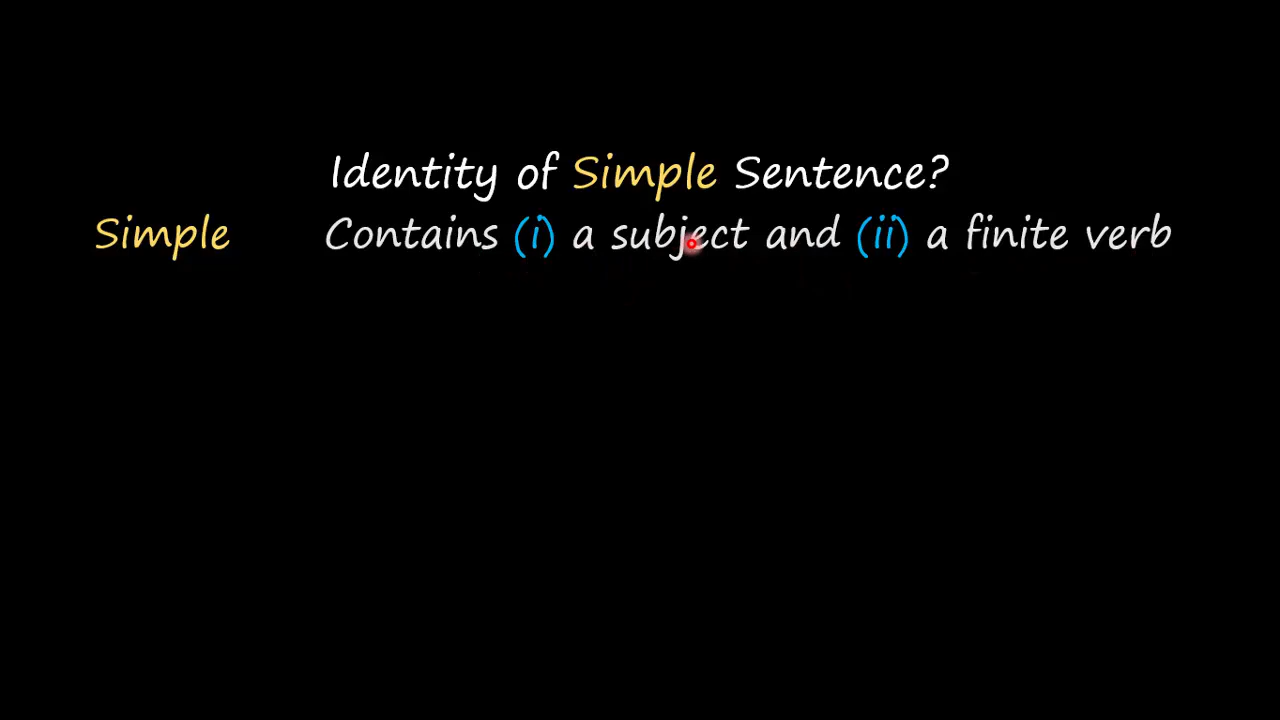 Identity of Simple Sentence?
Simple Contains (i) a subject and (ii) a finite verb